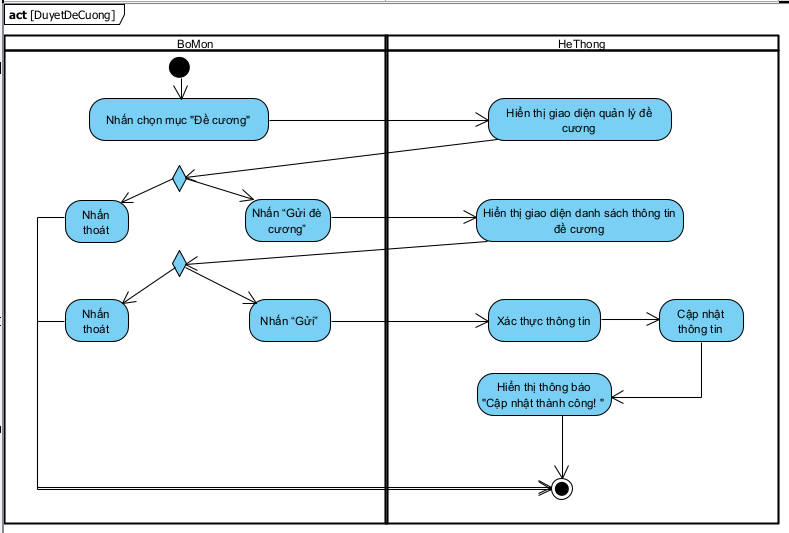 act [DuyetDeCuong]
BoMon
HeThong
Nhấn chọn mục "Đề cương"
Hiển thị giao diện quản lý đề
cương
Nhấn
thoát
Nhấn "Gửi đè
cương"
Hiển thị giao diện danh sách thông tin
đề cương
Nhấn
thoát
Nhấn "Gửi"
Xác thực thông tin
Cập nhật
thông tin
Hiển thị thông báo
"Cập nhật thành công! "